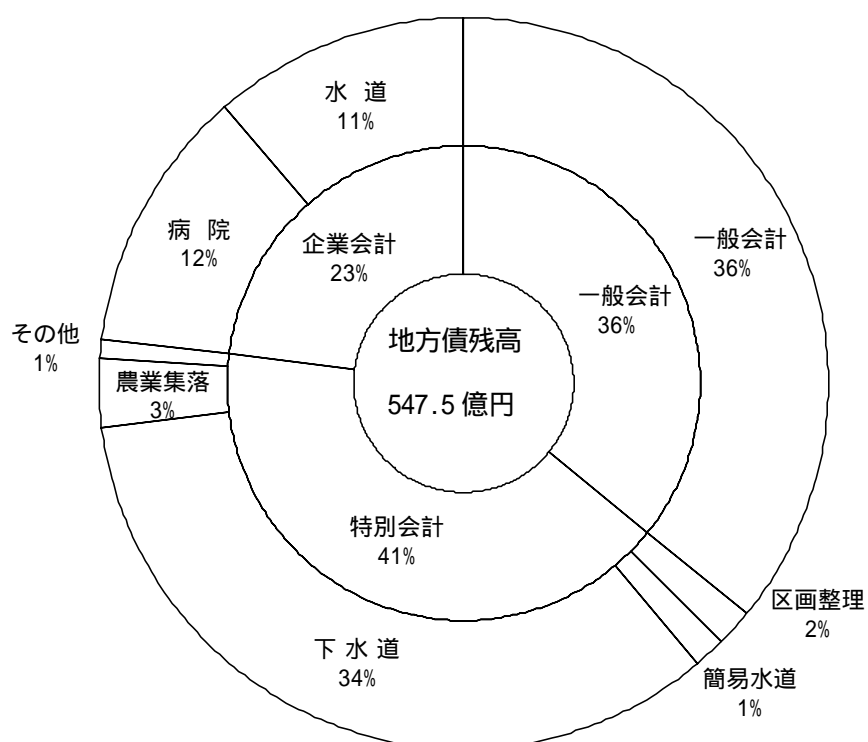 水 道
11%
病 院
12%
企業会計
23%
一般会計
36%
一般会計
36%
その他
1%
農業集落
3%
地方債残高
547.5億円
特別会計
41%
下 水 道
34%
区画整理
2%
簡易水道
1%